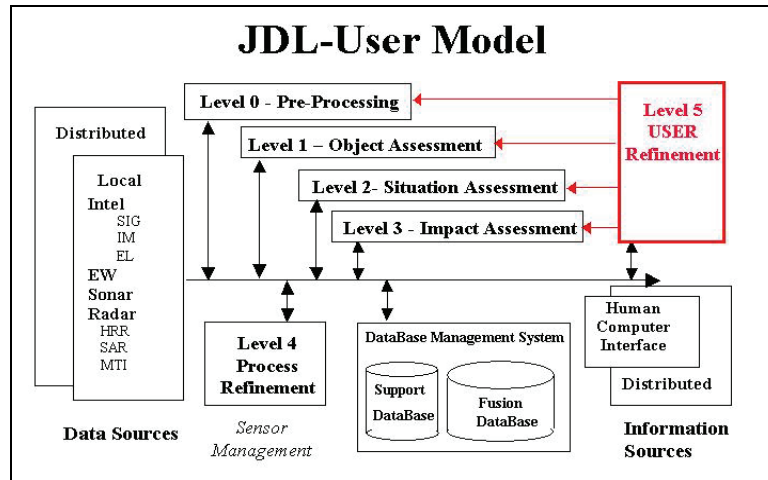 JDL-User Model
Level 0 - Pre-Processing
Level 1 – Object Assessment
Level 2- Situation Assessment
Level 3 - Impact Assessment
Level 5
USER
Refinement
Distributed
Local
Intel
SIG
IM
EL
EW
Sonar
Radar
HRR
SAR
MTI
Data Sources
Level 4
Process
Refinement
Sensor
Management
DataBase Management System
Support
DataBase
Fusion
DataBase
Human
Computer
Interface
Distributed
Information
Sources